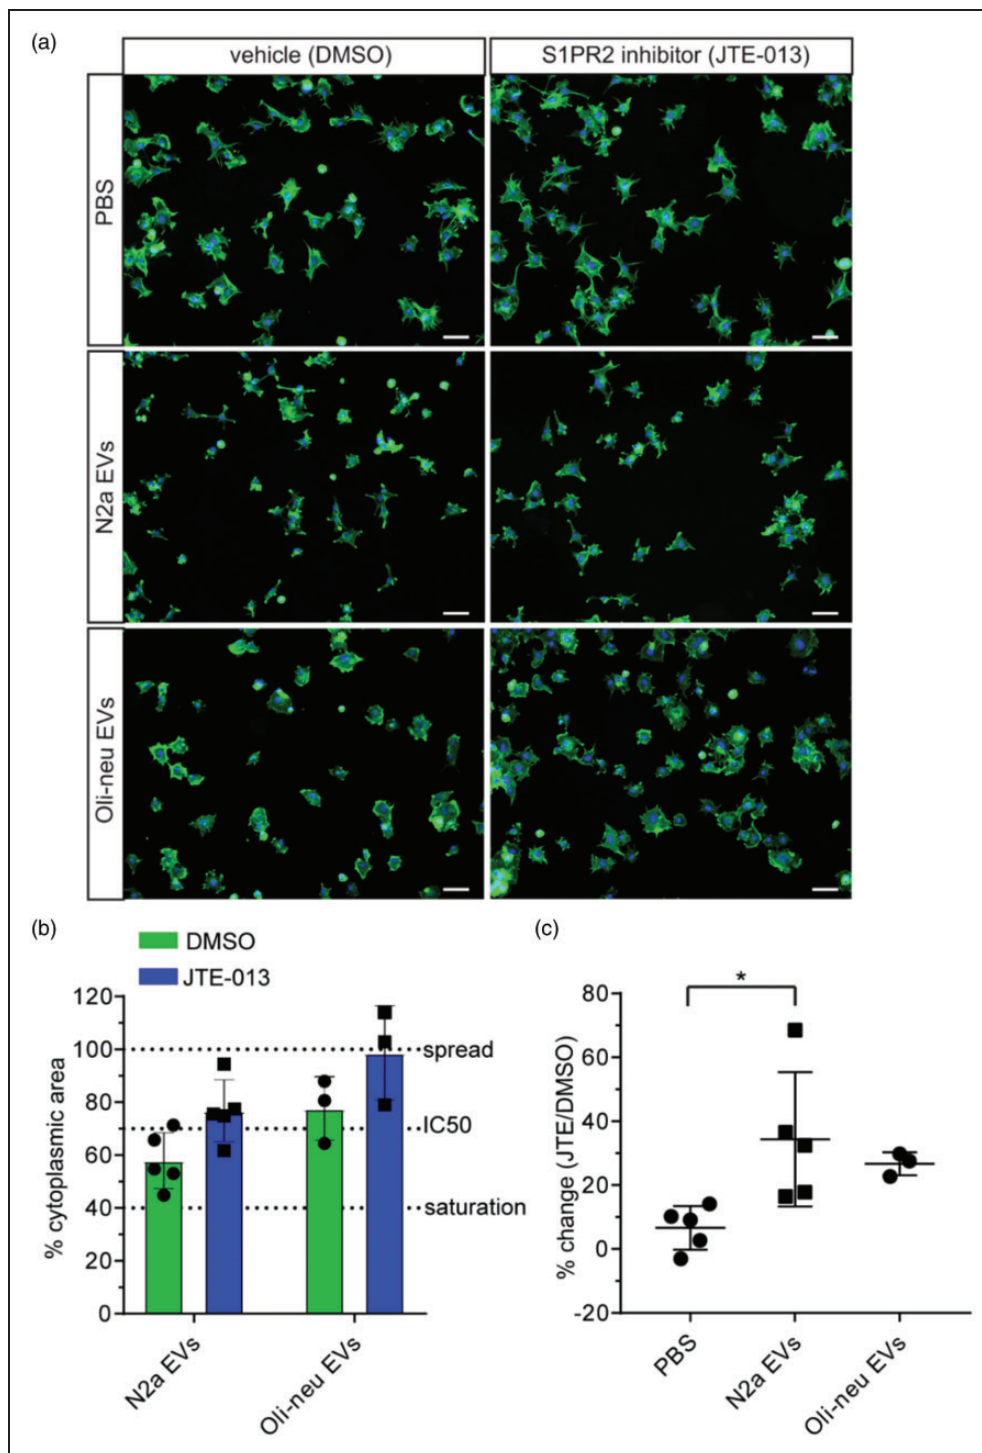 (a)
vehicle (DMSO)
S1PR2 inhibitor (JTE-013)
PBS
N2a EVs
Oli-neu EVs
(b)
DMSO
JTE-013
% cytoplasmic area
120
100
80
60
40
20
0
spread
IC50
saturation
N2a EVs
Oli-neu EVs
(c)
*
% change (JTE/DMSO)
80
60
40
20
0
-20
PBS
N2a EVs
Oli-neu EVs